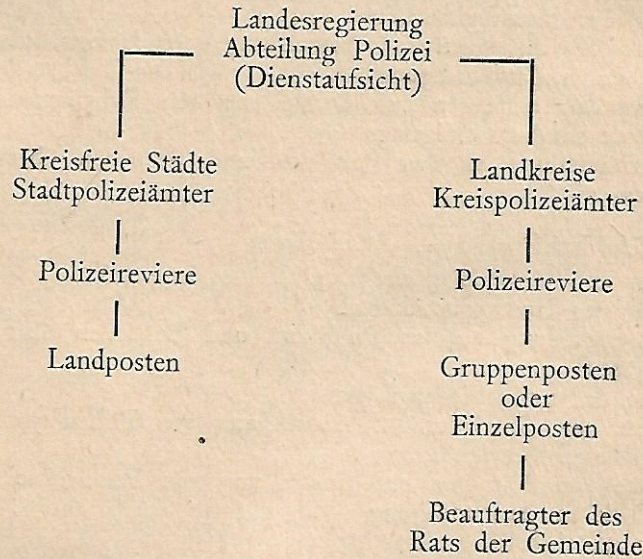 Landesregierung
Abteilung Polizei
(Dienstaufsicht)
Kreisfreie Städte
Stadtpolizeiämter
Polizeireviere
Landposten
Landkreise
Kreispolizeiämter
Polizeireviere
Gruppenposten
oder
Einzelposten
Beauftragter des
Rats der Gemeinde